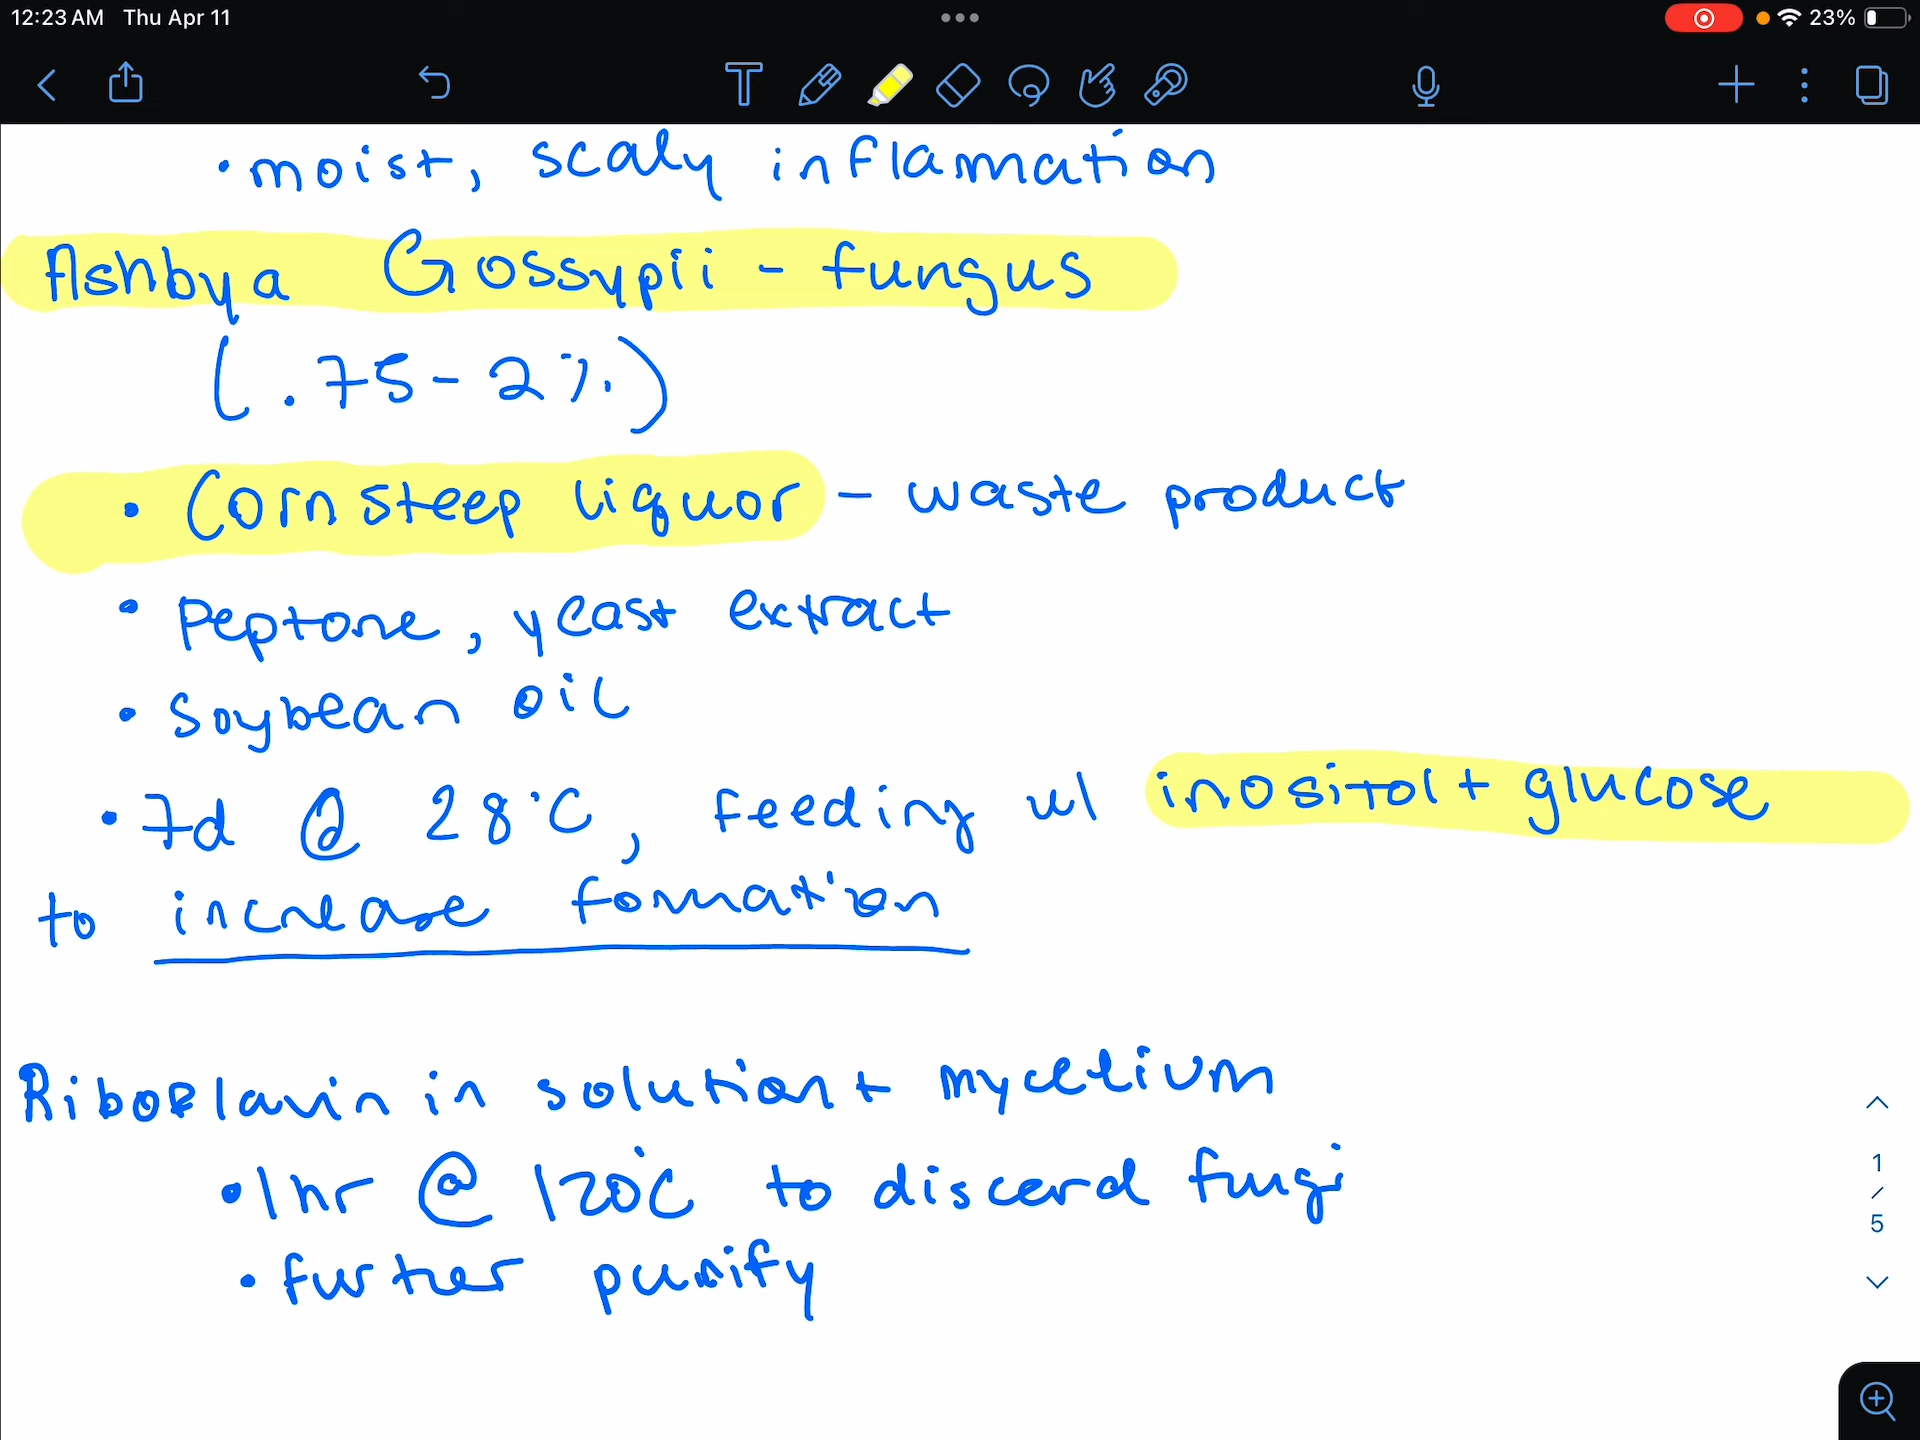 12:23 AM Thu Apr 11
23%
• moist, scaly inflamation
Ashbya Gossypii - fungus
(.75-2%)
• Corn steep liquor - waste product
• Peptone, yeast extract
• Soybean oil
• 7d @ 28°C, feeding w/ inositol + glucose
to increase formation
Riboflavin in solution + mycelium
• 1hr @ 120°C to discard fungi
• further purify
1
/
5